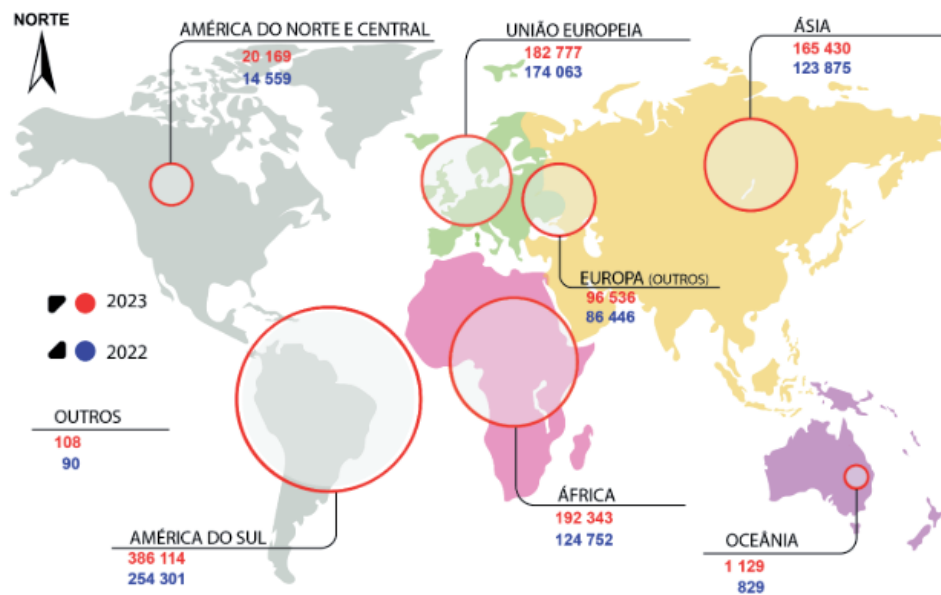 NORTE
AMÉRICA DO NORTE E CENTRAL
20 169
14 559
UNIÃO EUROPEIA
182 777
174 063
ÁSIA
165 430
123 875
EUROPA (OUTROS)
96 536
86 446
2023
2022
OUTROS
108
90
AMÉRICA DO SUL
386 114
254 301
ÁFRICA
192 343
124 752
OCEÂNIA
1 129
829